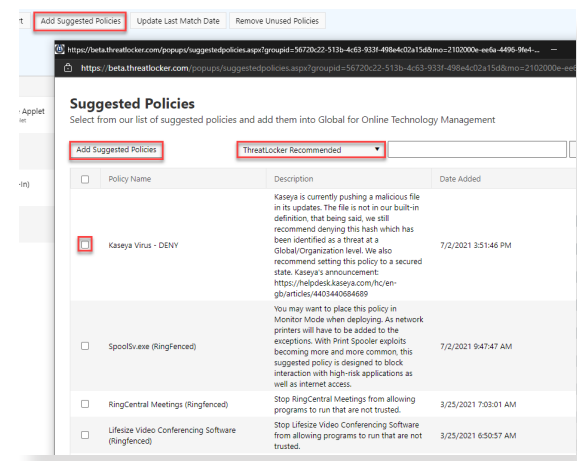 rt Add Suggested Policies Update Last Match Date Remove Unused Policies
https://beta.threatlocker.com/popups/suggestedpolicies.aspx?groupid=56720c22-513b-4c63-933f-498e4c02a15d&mo=2102000e-ee6a-4496-9fe4-...
https://beta.threatlocker.com/popups/suggestedpolicies.aspx?groupid=56720c22-513b-4c63-933f-498e4c02a15d&mo=2102000e-ee6
Applet
-In)
Suggested Policies
Select from our list of suggested policies and add them into Global for Online Technology Management
Add Suggested Policies ThreatLocker Recommended
Policy Name Description Date Added
Kaseya is currently pushing a malicious file
in its updates. The file is not in our built-in
definition, that being said, we still
recommend denying this hash which has
been identified as a threat at a
Kaseya Virus - DENY 7/2/2021 3:51:46 PM
Global/Organization level. We also
recommend setting this policy to a secured
state. Kaseya's announcement:
https://helpdesk.kaseya.com/hc/en-
gb/articles/4403440684689
You may want to place this policy in
Monitor Mode when deploying. As network
printers will have to be added to the
exceptions. With Print Spooler exploits
SpoolSv.exe (RingFenced) 7/2/2021 9:47:47 AM
becoming more and more common, this
suggested policy is designed to block
interaction with high-risk applications as
well as internet access.
RingCentral Meetings (Ringfenced) 3/25/2021 7:03:01 AM
Stop RingCentral Meetings from allowing
programs to run that are not trusted.
Lifesize Video Conferencing Software
(Ringfenced)
Stop Lifesize Video Conferencing Software
from allowing programs to run that are not
trusted.
3/25/2021 6:50:57 AM